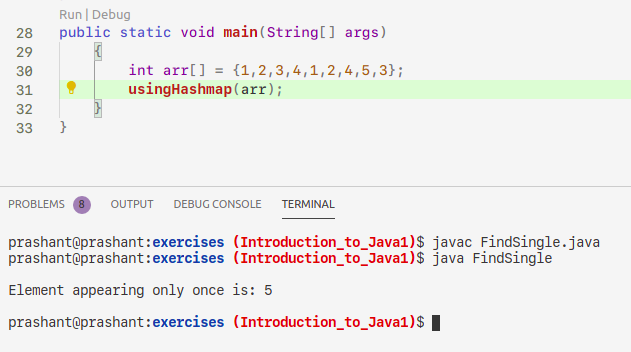 Run | Debug
28 public static void main(String[] args)
29 {
30 int arr[] = {1,2,3,4,1,2,4,5,3};
31 usingHashmap(arr);
32 }
33 }
PROBLEMS 8 OUTPUT DEBUG CONSOLE TERMINAL
prashant@prashant:exercises (Introduction_to_Java1)$ javac FindSingle.java
prashant@prashant:exercises (Introduction_to_Java1)$ java FindSingle
Element appearing only once is: 5
prashant@prashant:exercises (Introduction_to_Java1)$